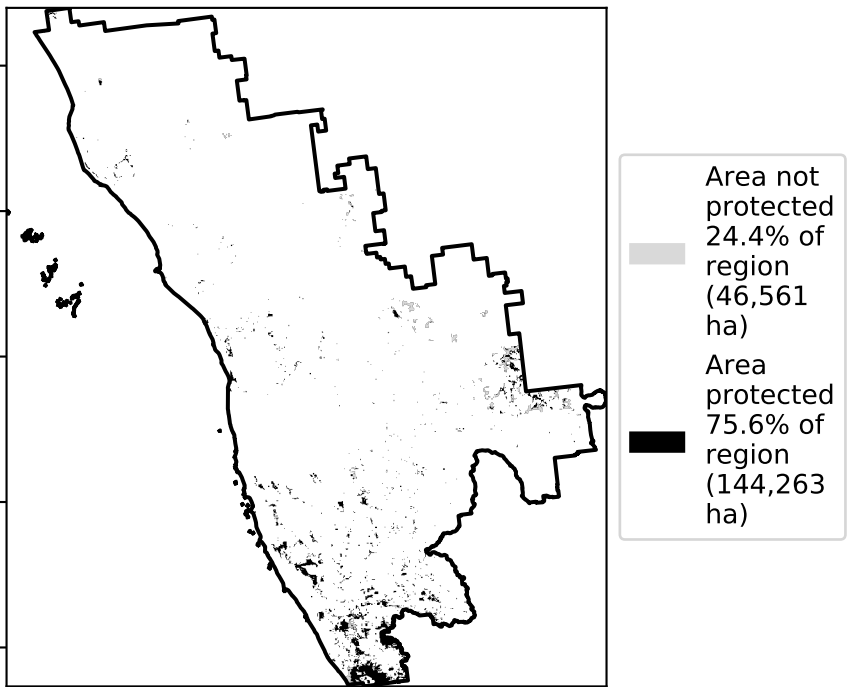 Area not
protected
24.4% of
region
(46,561
ha)
Area
protected
75.6% of
region
(144,263
ha)